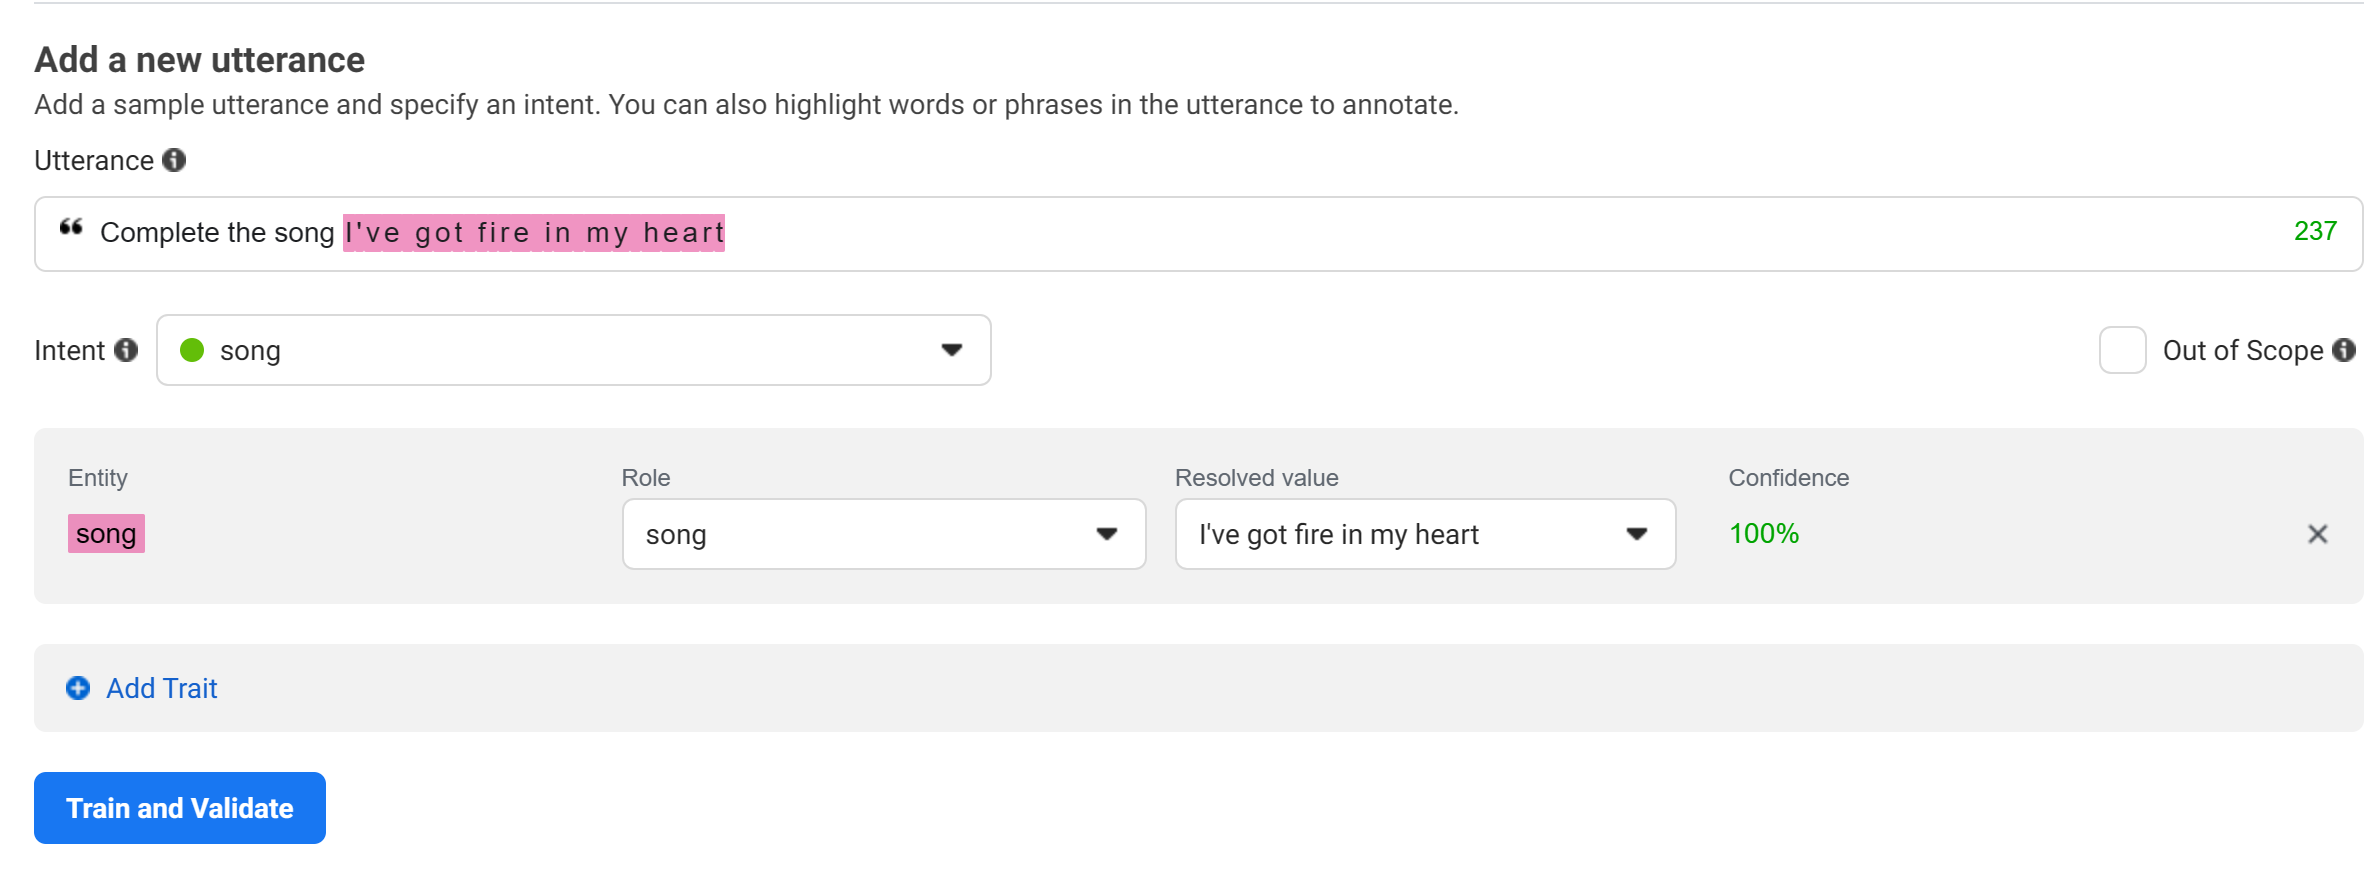 Add a new utterance
Add a sample utterance and specify an intent. You can also highlight words or phrases in the utterance to annotate.
Utterance
“ Complete the song I've got fire in my heart 237
Intent song Out of Scope
Entity Role Resolved value Confidence
song song I've got fire in my heart 100%
Add Trait
Train and Validate